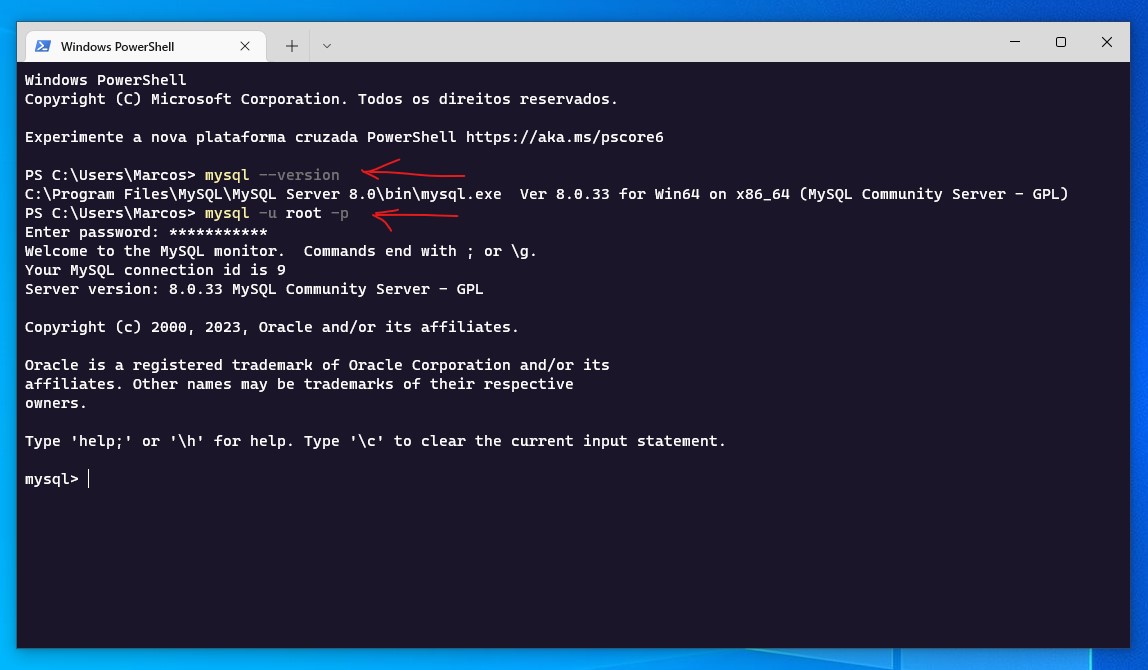 Windows PowerShell
Windows PowerShell
Copyright (C) Microsoft Corporation. Todos os direitos reservados.
Experimente a nova plataforma cruzada PowerShell https://aka.ms/pscore6
PS C:\Users\Marcos> mysql --version
C:\Program Files\MySQL\MySQL Server 8.0\bin\mysql.exe  Ver 8.0.33 for Win64 on x86_64 (MySQL Community Server - GPL)
PS C:\Users\Marcos> mysql -u root -p
Enter password: ***********
Welcome to the MySQL monitor.  Commands end with ; or \g.
Your MySQL connection id is 9
Server version: 8.0.33 MySQL Community Server - GPL
Copyright (c) 2000, 2023, Oracle and/or its affiliates.
Oracle is a registered trademark of Oracle Corporation and/or its
affiliates. Other names may be trademarks of their respective
owners.
Type 'help;' or '\h' for help. Type '\c' to clear the current input statement.
mysql>